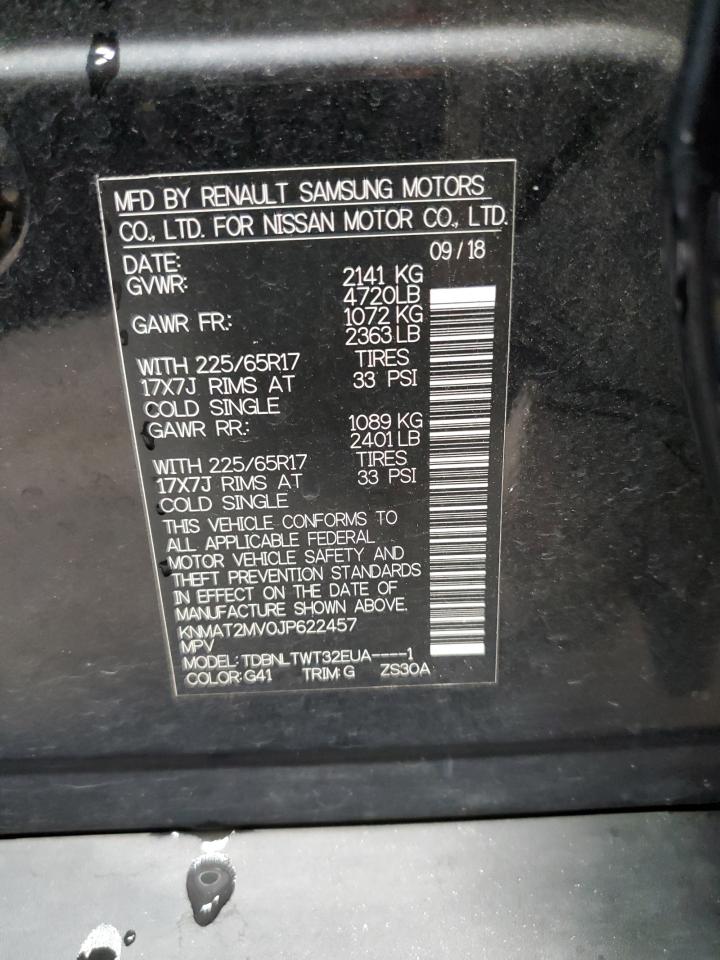 MFD BY RENAULT SAMSUNG MOTORS
CO., LTD. FOR NISSAN MOTOR CO., LTD.
DATE: 09/18
GVWR: 2141 KG
4720LB
GAWR FR.: 1072 KG
2363LB
WITH 225/65R17 TIRES
17X7J RIMS AT 33 PSI
COLD SINGLE
GAWR RR.: 1089 KG
2401LB
WITH 225/65R17 TIRES
17X7J RIMS AT 33 PSI
COLD SINGLE
THIS VEHICLE CONFORMS TO
ALL APPLICABLE FEDERAL
MOTOR VEHICLE SAFETY AND
THEFT PREVENTION STANDARDS
IN EFFECT ON THE DATE OF
MANUFACTURE SHOWN ABOVE.
KNMAT2MV0JP622457
MPV
MODEL: TDBNLTWT32EUA----1
COLOR:G41 TRIM:G ZS30A